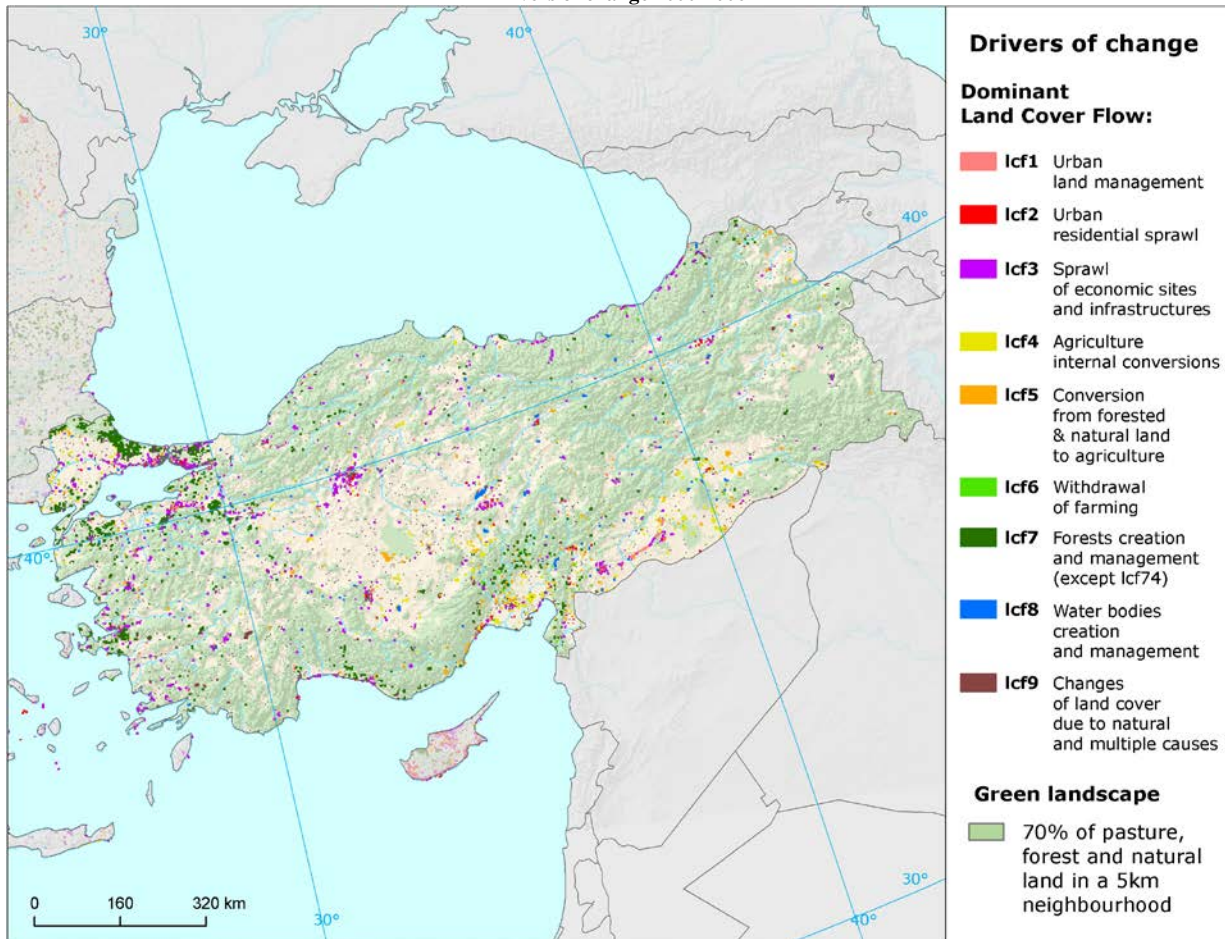 30°
40°
40°
40°
30°
30°
40°
0 160 320 km
Drivers of change
Dominant
Land Cover Flow:
lcf1 Urban
land management
lcf2 Urban
residential sprawl
lcf3 Sprawl
of economic sites
and infrastructures
lcf4 Agriculture
internal conversions
lcf5 Conversion
from forested
& natural land
to agriculture
lcf6 Withdrawal
of farming
lcf7 Forests creation
and management
(except lcf74)
lcf8 Water bodies
creation
and management
lcf9 Changes
of land cover
due to natural
and multiple causes
Green landscape
70% of pasture,
forest and natural
land in a 5km
neighbourhood